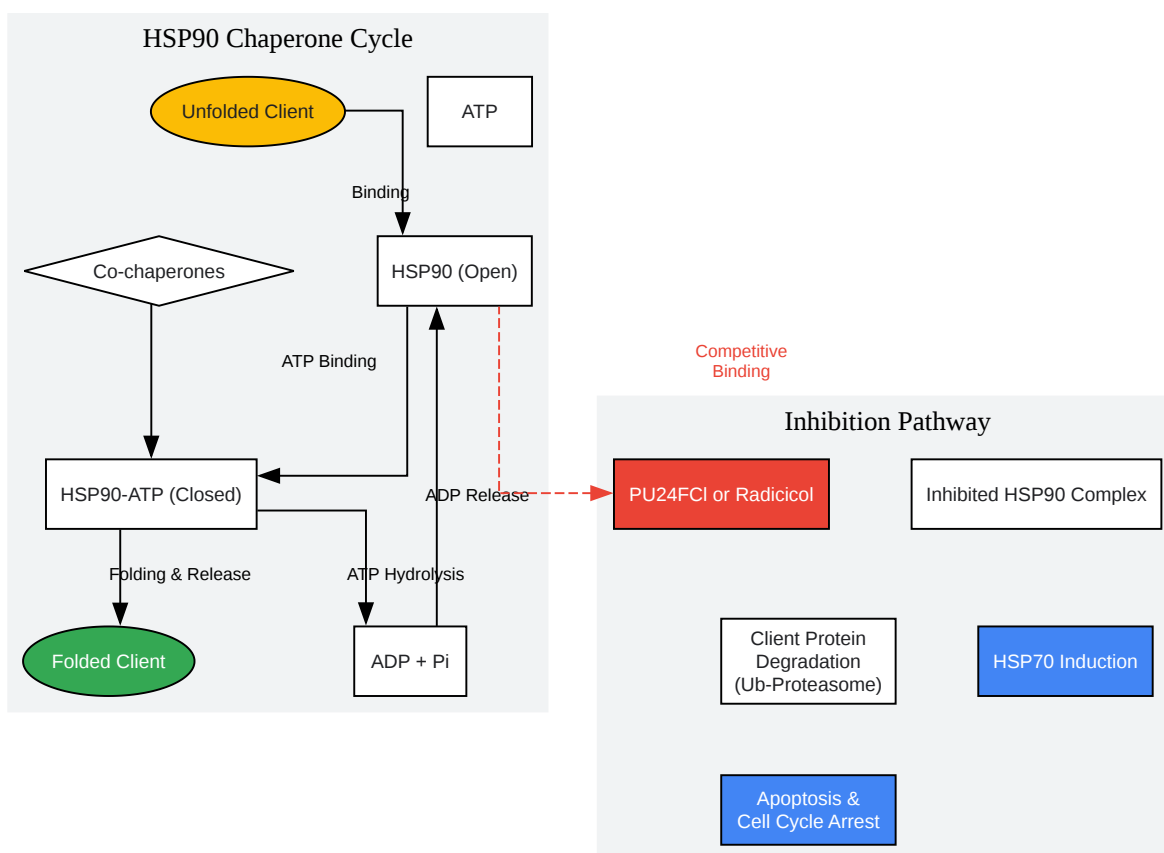 HSP90 Chaperone Cycle
Unfolded Client
ATP
Binding
Co-chaperones
HSP90 (Open)
ATP Binding
HSP90-ATP (Closed)
ADP Release
Folding & Release
ATP Hydrolysis
Folded Client
ADP + Pi
Competitive
Binding
Inhibition Pathway
PU24FCl or Radicicol
Inhibited HSP90 Complex
Client Protein
Degradation
(Ub-Proteasome)
HSP70 Induction
Apoptosis &
Cell Cycle Arrest